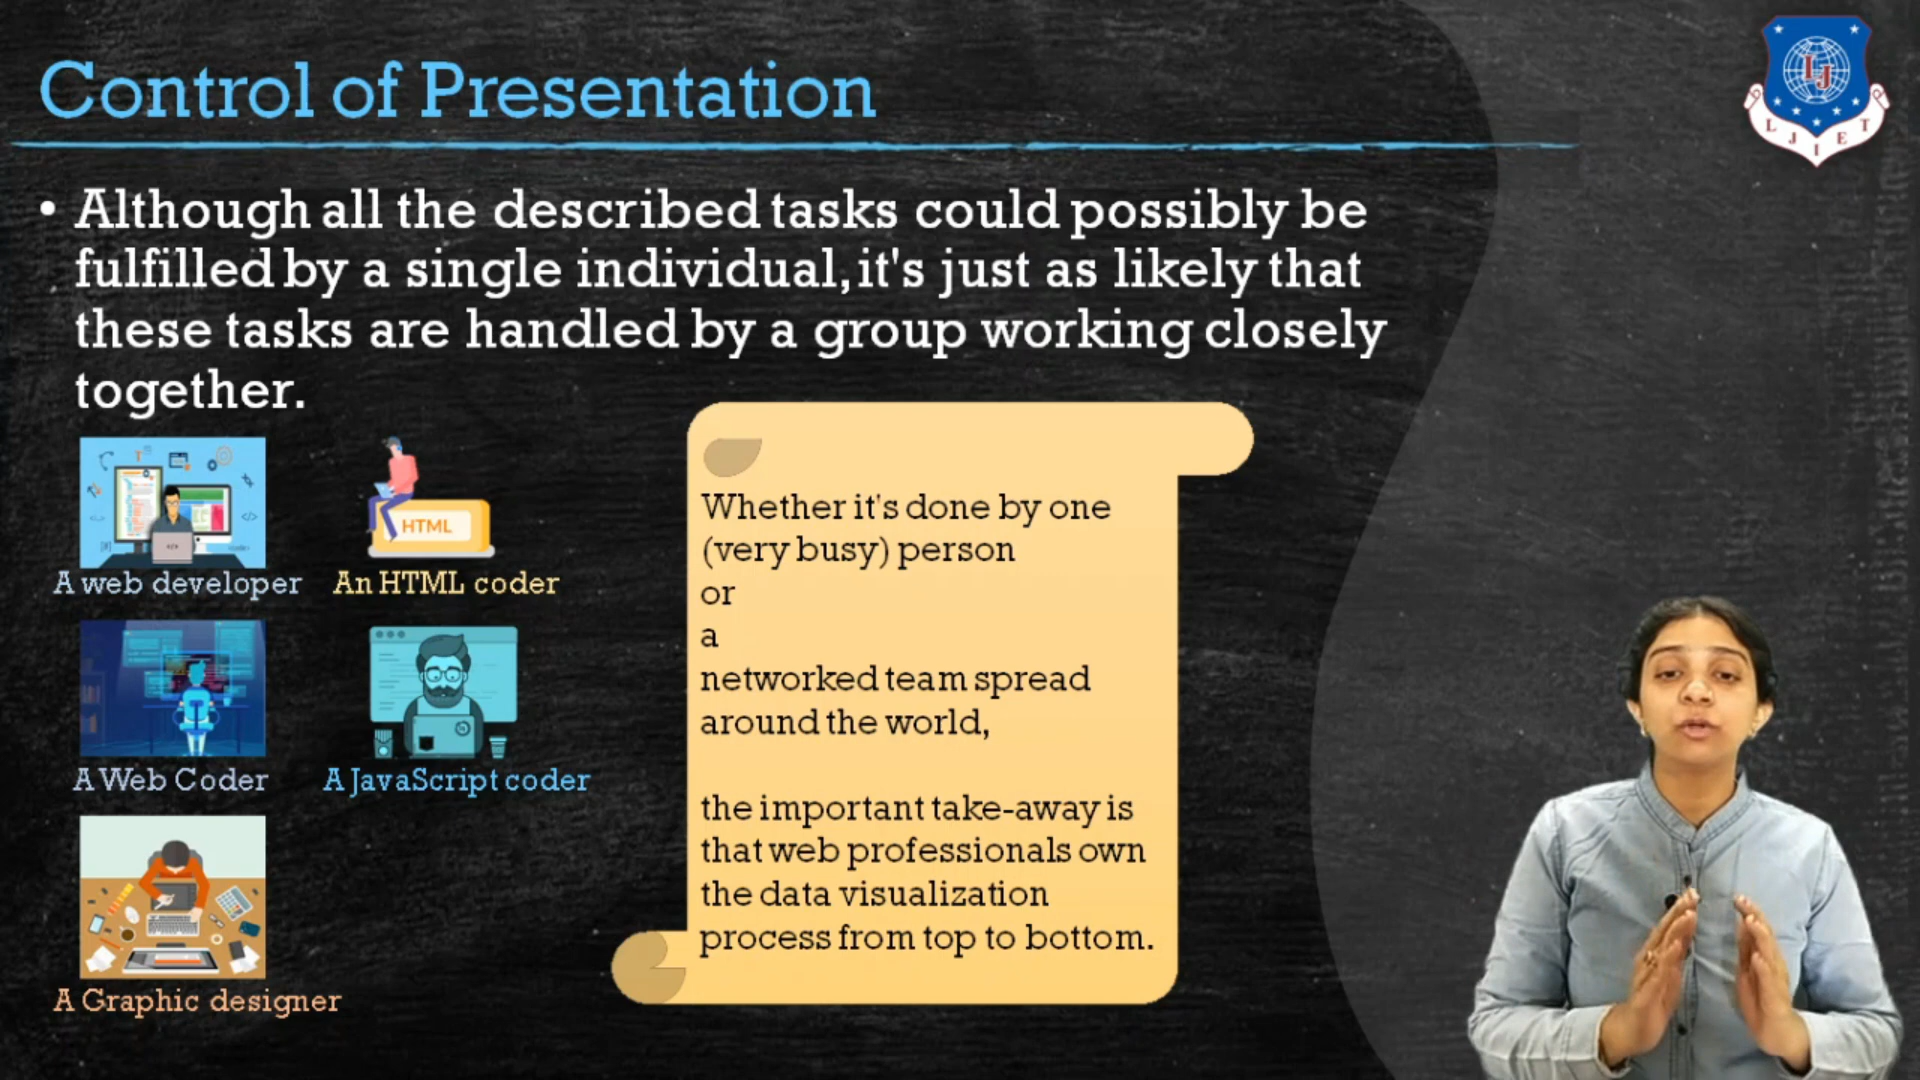 Control of Presentation
L J I E T
• Although all the described tasks could possibly be
fulfilled by a single individual, it's just as likely that
these tasks are handled by a group working closely
together.
HTML
A web developer
An HTML coder
A Web Coder
A JavaScript coder
A Graphic designer
Whether it's done by one
(very busy) person
or
a
networked team spread
around the world,
the important take-away is
that web professionals own
the data visualization
process from top to bottom.